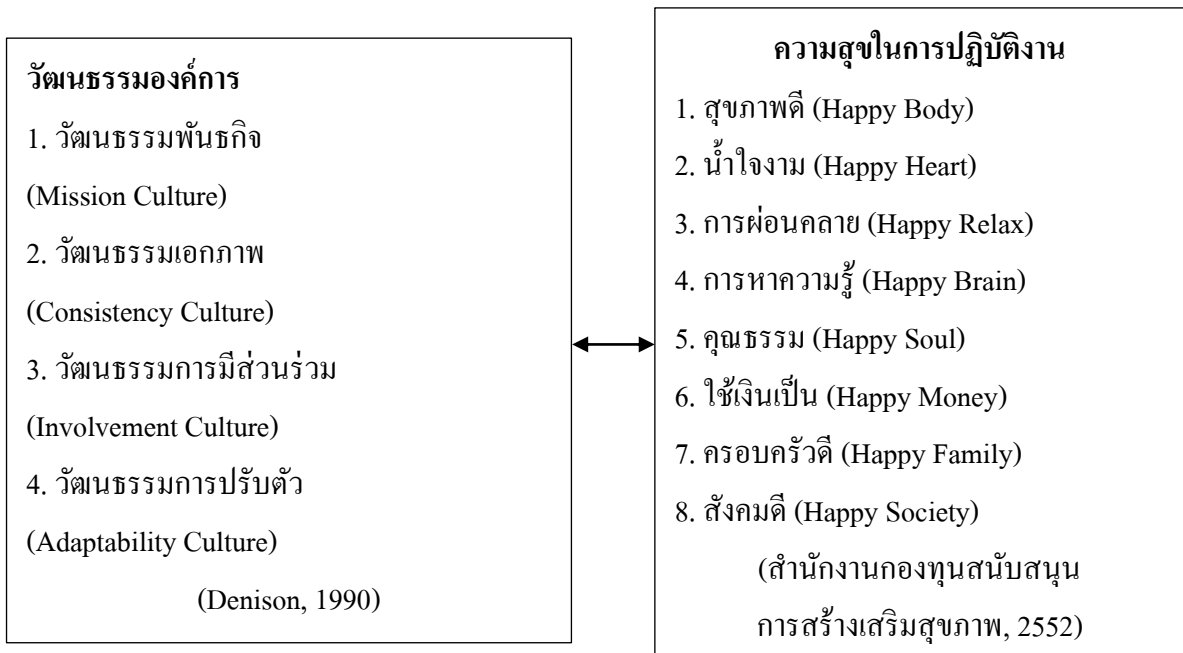 วัฒนธรรมองค์การ
1. วัฒนธรรมพันธกิจ
(Mission Culture)
2. วัฒนธรรมเอกภาพ
(Consistency Culture)
3. วัฒนธรรมการมีส่วนร่วม
(Involvement Culture)
4. วัฒนธรรมการปรับตัว
(Adaptability Culture)
(Denison, 1990)
ความสุขในการปฏิบัติงาน
1. สุขภาพดี (Happy Body)
2. น้ำใจงาม (Happy Heart)
3. การผ่อนคลาย (Happy Relax)
4. การหาความรู้ (Happy Brain)
5. คุณธรรม (Happy Soul)
6. ใช้เงินเป็น (Happy Money)
7. ครอบครัวดี (Happy Family)
8. สังคมดี (Happy Society)
(สำนักงานกองทุนสนับสนุน
การสร้างเสริมสุขภาพ, 2552)